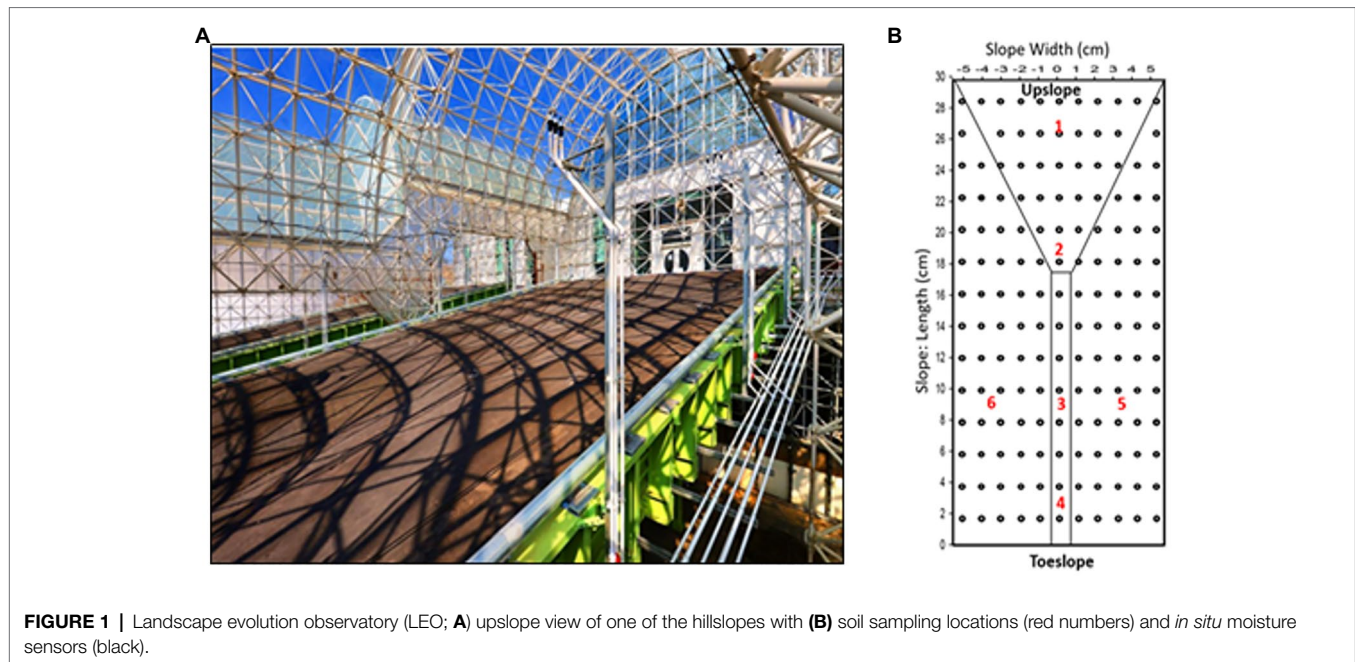 A
B
Slope Width (cm)
-5 -4 -3 -2 -1 0 1 2 3 4 5
30
Upslope
28
1
26
24
22
20
2
18
16
14
12
10
6 3 5
8
6
4
4
2
0
Slope: Length (cm)
Toeslope
FIGURE 1 | Landscape evolution observatory (LEO; A) upslope view of one of the hillslopes with (B) soil sampling locations (red numbers) and in situ moisture
sensors (black).